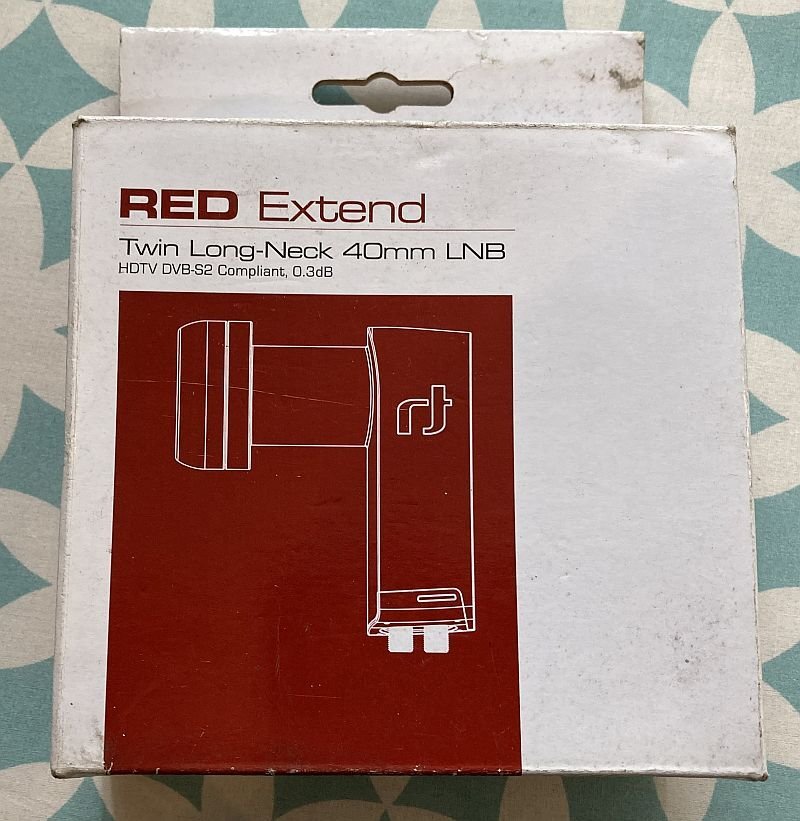 RED Extend
Twin Long-Neck 40mm LNB
HDTV DVB-S2 Compliant, 0.3dB